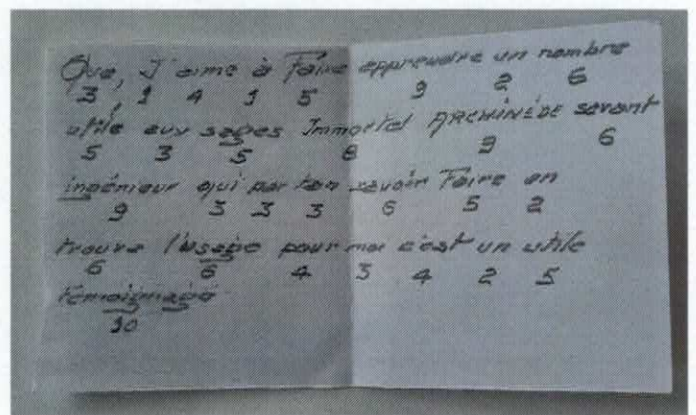 Que, J'aime à Faire apprendre un nombre
3, 1 4 1 5 9 2 6
utile aux sages Immortel ARCHIMÈDE savant
5 3 5 8 9 6
ingénieur qui par ton savoir Faire en
9 3 3 3 6 5 2
trouva l'usage pour moi c'est un utile
6 6 4 3 4 2 5
témoignage
10